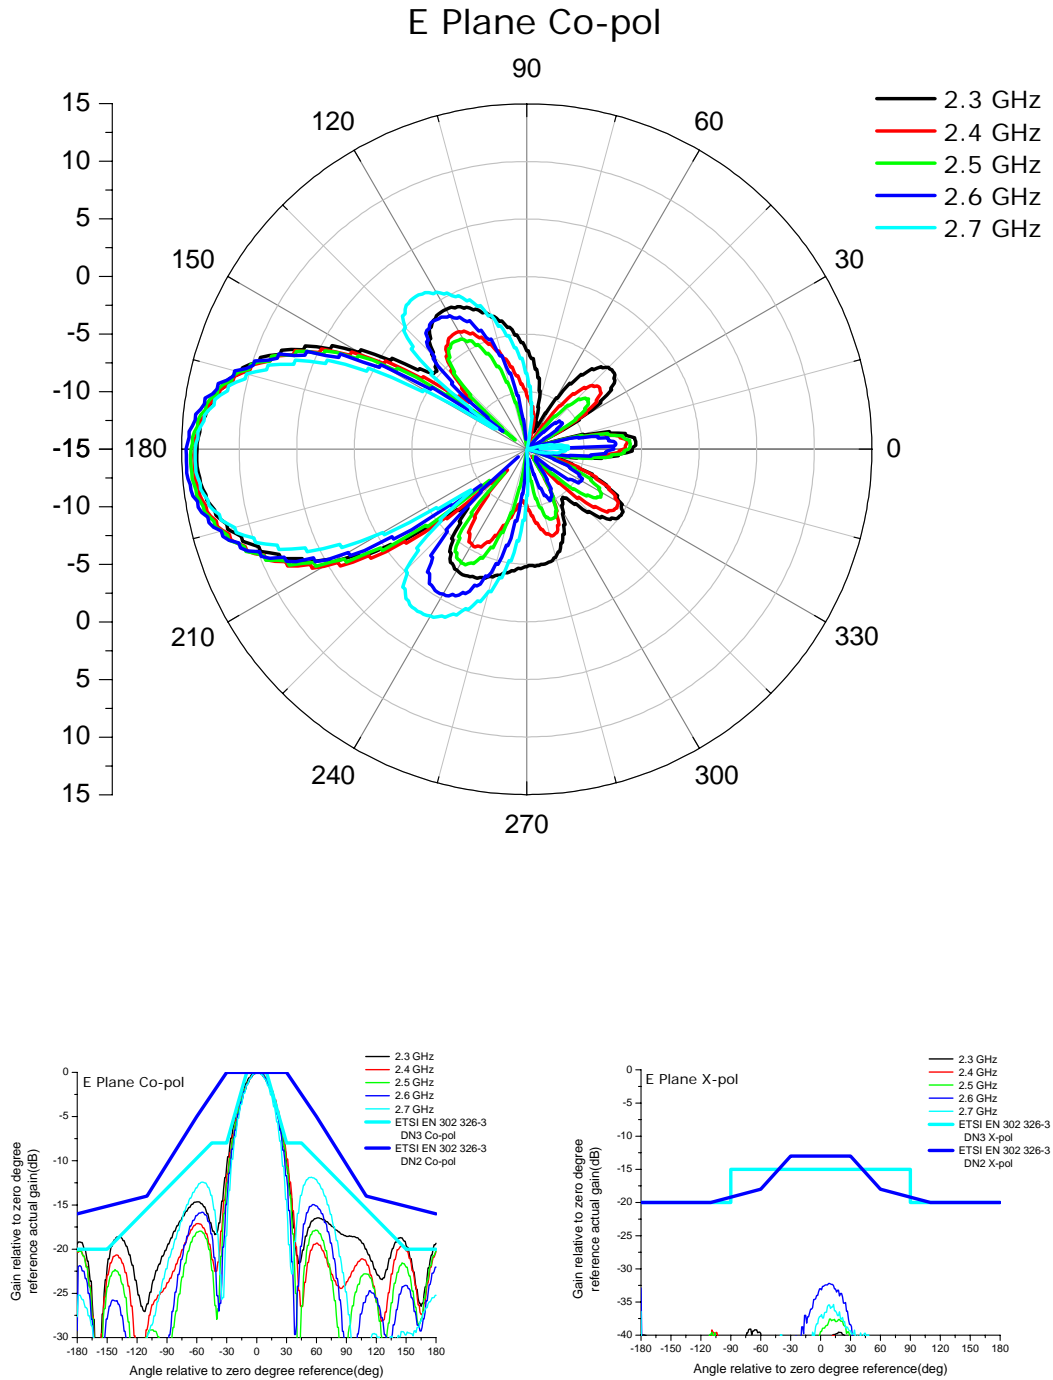 E Plane Co-pol
90
120
60
150
30
180
0
210
330
240
300
270
15
10
5
0
-5
-10
-15
-10
-5
0
5
10
15
2.3 GHz
2.4 GHz
2.5 GHz
2.6 GHz
2.7 GHz
E Plane Co-pol
2.3 GHz
2.4 GHz
2.5 GHz
2.6 GHz
2.7 GHz
ETSI EN 302 326-3
DN3 Co-pol
ETSI EN 302 326-3
DN2 Co-pol
Gain relative to zero degree
reference actual gain(dB)
0
-5
-10
-15
-20
-25
-30
-180 -150 -120 -90 -60 -30 0 30 60 90 120 150 180
Angle relative to zero degree reference(deg)
E Plane X-pol
2.3 GHz
2.4 GHz
2.5 GHz
2.6 GHz
2.7 GHz
ETSI EN 302 326-3
DN3 X-pol
ETSI EN 302 326-3
DN2 X-pol
Gain relative to zero degree
reference actual gain(dB)
0
-5
-10
-15
-20
-25
-30
-35
-40
-180 -150 -120 -90 -60 -30 0 30 60 90 120 150 180
Angle relative to zero degree reference(deg)